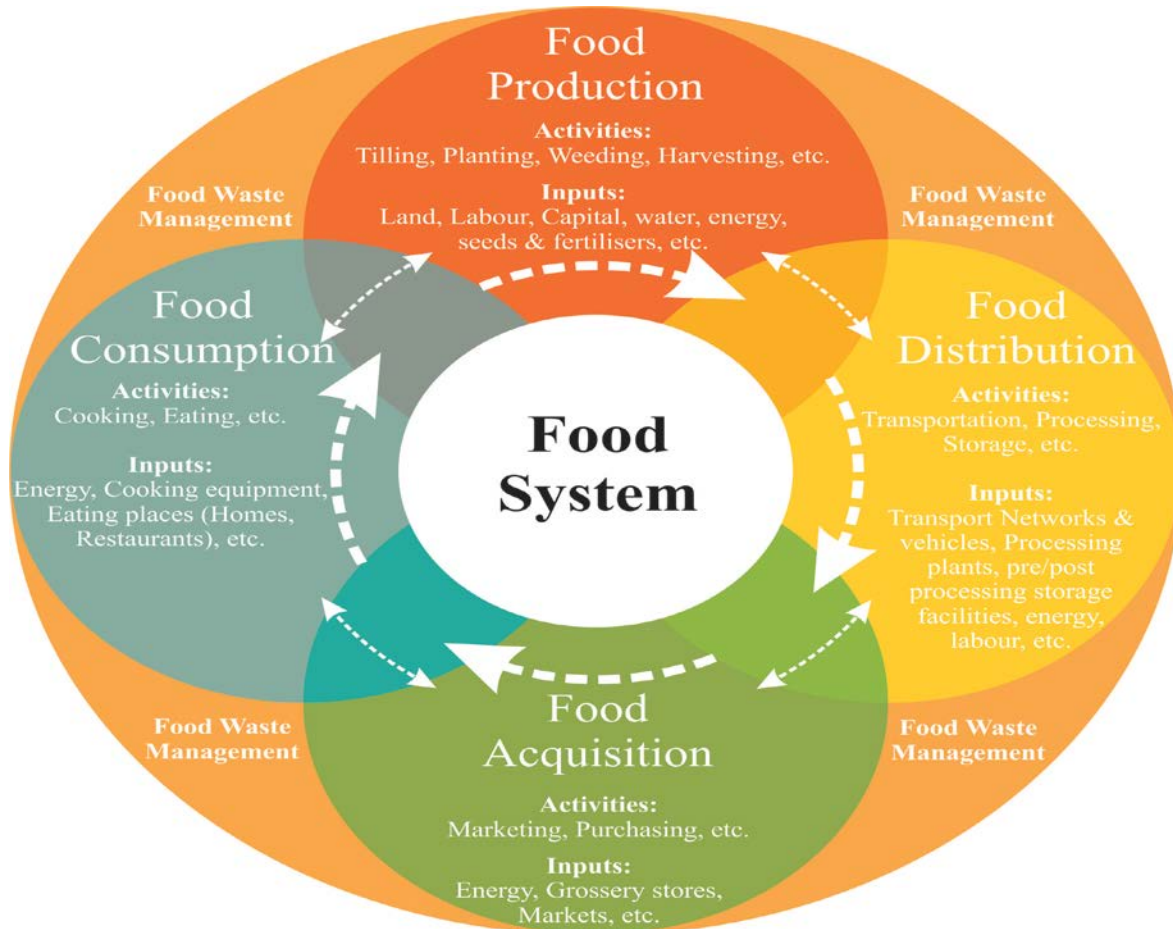 Food
Production
Activities:
Tilling, Planting, Weeding, Harvesting, etc.
Inputs:
Land, Labour, Capital, water, energy,
seeds & fertilisers, etc.
Food Waste
Management
Food Waste
Management
Food
Consumption
Activities:
Cooking, Eating, etc.
Inputs:
Energy, Cooking equipment,
Eating places (Homes,
Restaurants), etc.
Food
System
Food
Distribution
Activities:
Transportation, Processing,
Storage, etc.
Inputs:
Transport Networks &
vehicles, Processing
plants, pre/post
processing storage
facilities, energy,
labour, etc.
Food Waste
Management
Food
Acquisition
Activities:
Marketing, Purchasing, etc.
Inputs:
Energy, Grossery stores,
Markets, etc.
Food Waste
Management